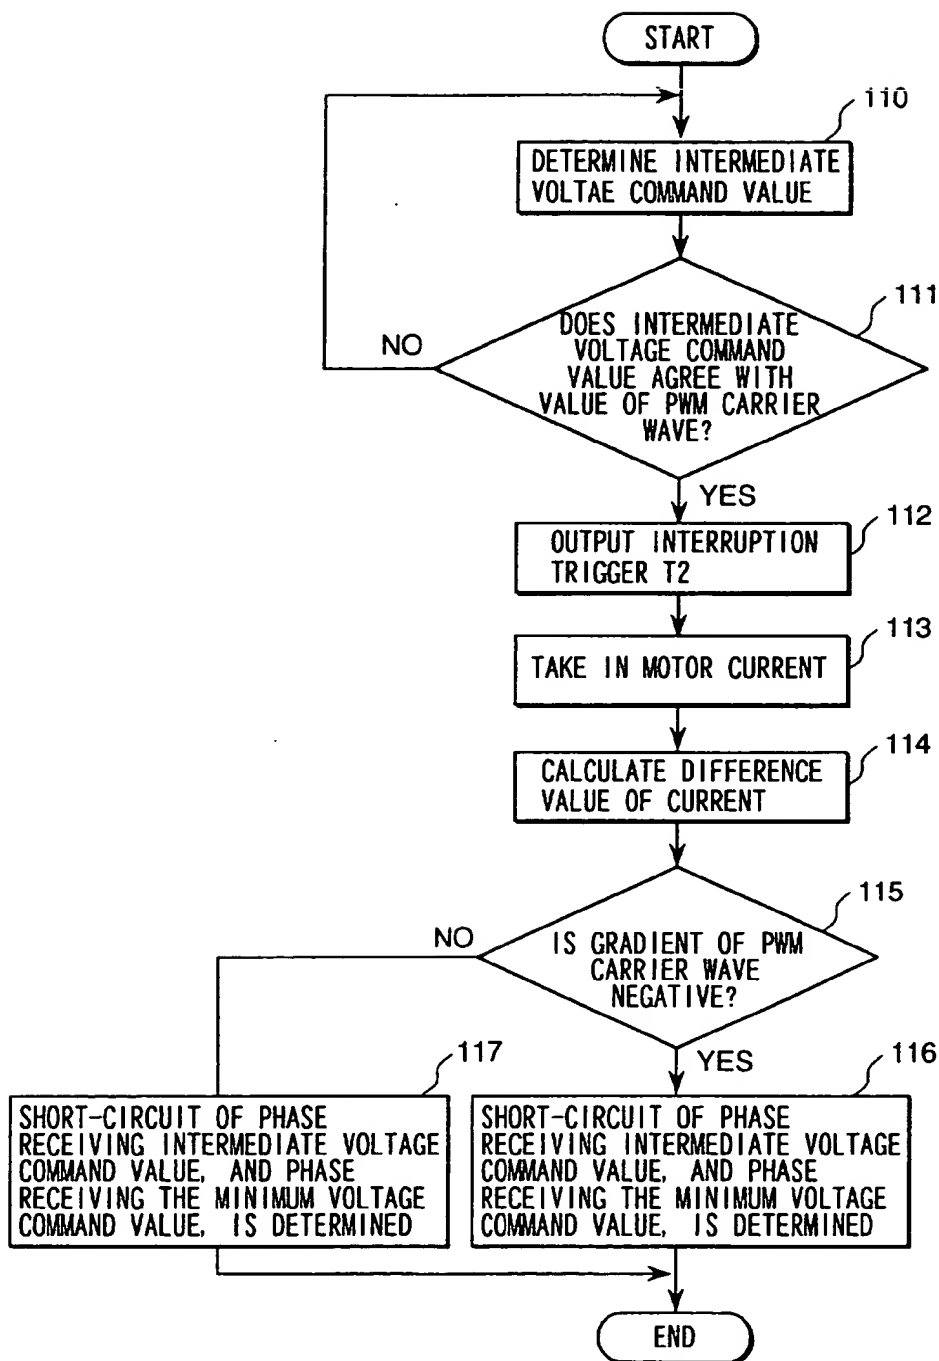 START
110
DETERMINE INTERMEDIATE
VOLTAE COMMAND VALUE
111
DOES INTERMEDIATE
VOLTAGE COMMAND
VALUE AGREE WITH
VALUE OF PWM CARRIER
WAVE?
NO
YES
112
OUTPUT INTERRUPTION
TRIGGER T2
113
TAKE IN MOTOR CURRENT
114
CALCULATE DIFFERENCE
VALUE OF CURRENT
115
IS GRADIENT OF PWM
CARRIER WAVE
NEGATIVE?
NO
YES
117
SHORT-CIRCUIT OF PHASE
RECEIVING INTERMEDIATE VOLTAGE
COMMAND VALUE, AND PHASE
RECEIVING THE MINIMUM VOLTAGE
COMMAND VALUE, IS DETERMINED
116
SHORT-CIRCUIT OF PHASE
RECEIVING INTERMEDIATE VOLTAGE
COMMAND VALUE, AND PHASE
RECEIVING THE MINIMUM VOLTAGE
COMMAND VALUE, IS DETERMINED
END